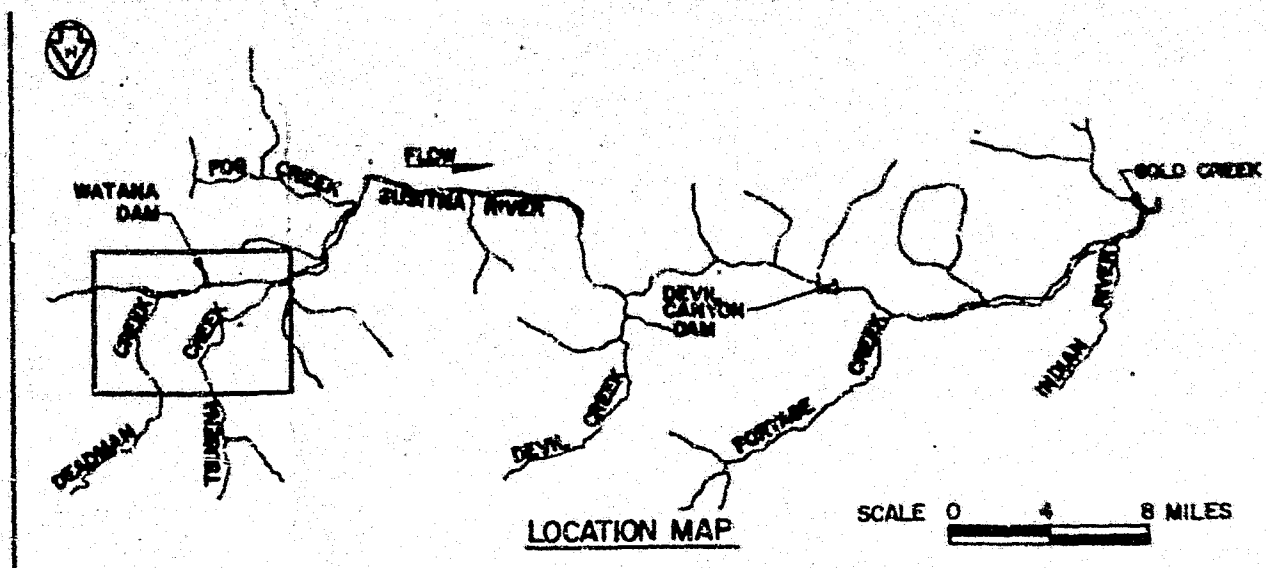 N
FOG CREEK
FLOW
WATANA
DAM
SUSITNA RIVER
GOLD CREEK
CREEK
CREEK
DEVIL
CANYON
DAM
CREEK
RIVER
INDIAN
DEADMAN
TSUSENA
DEVIL CREEK
PORTAGE
SCALE 0 4 8 MILES
LOCATION MAP